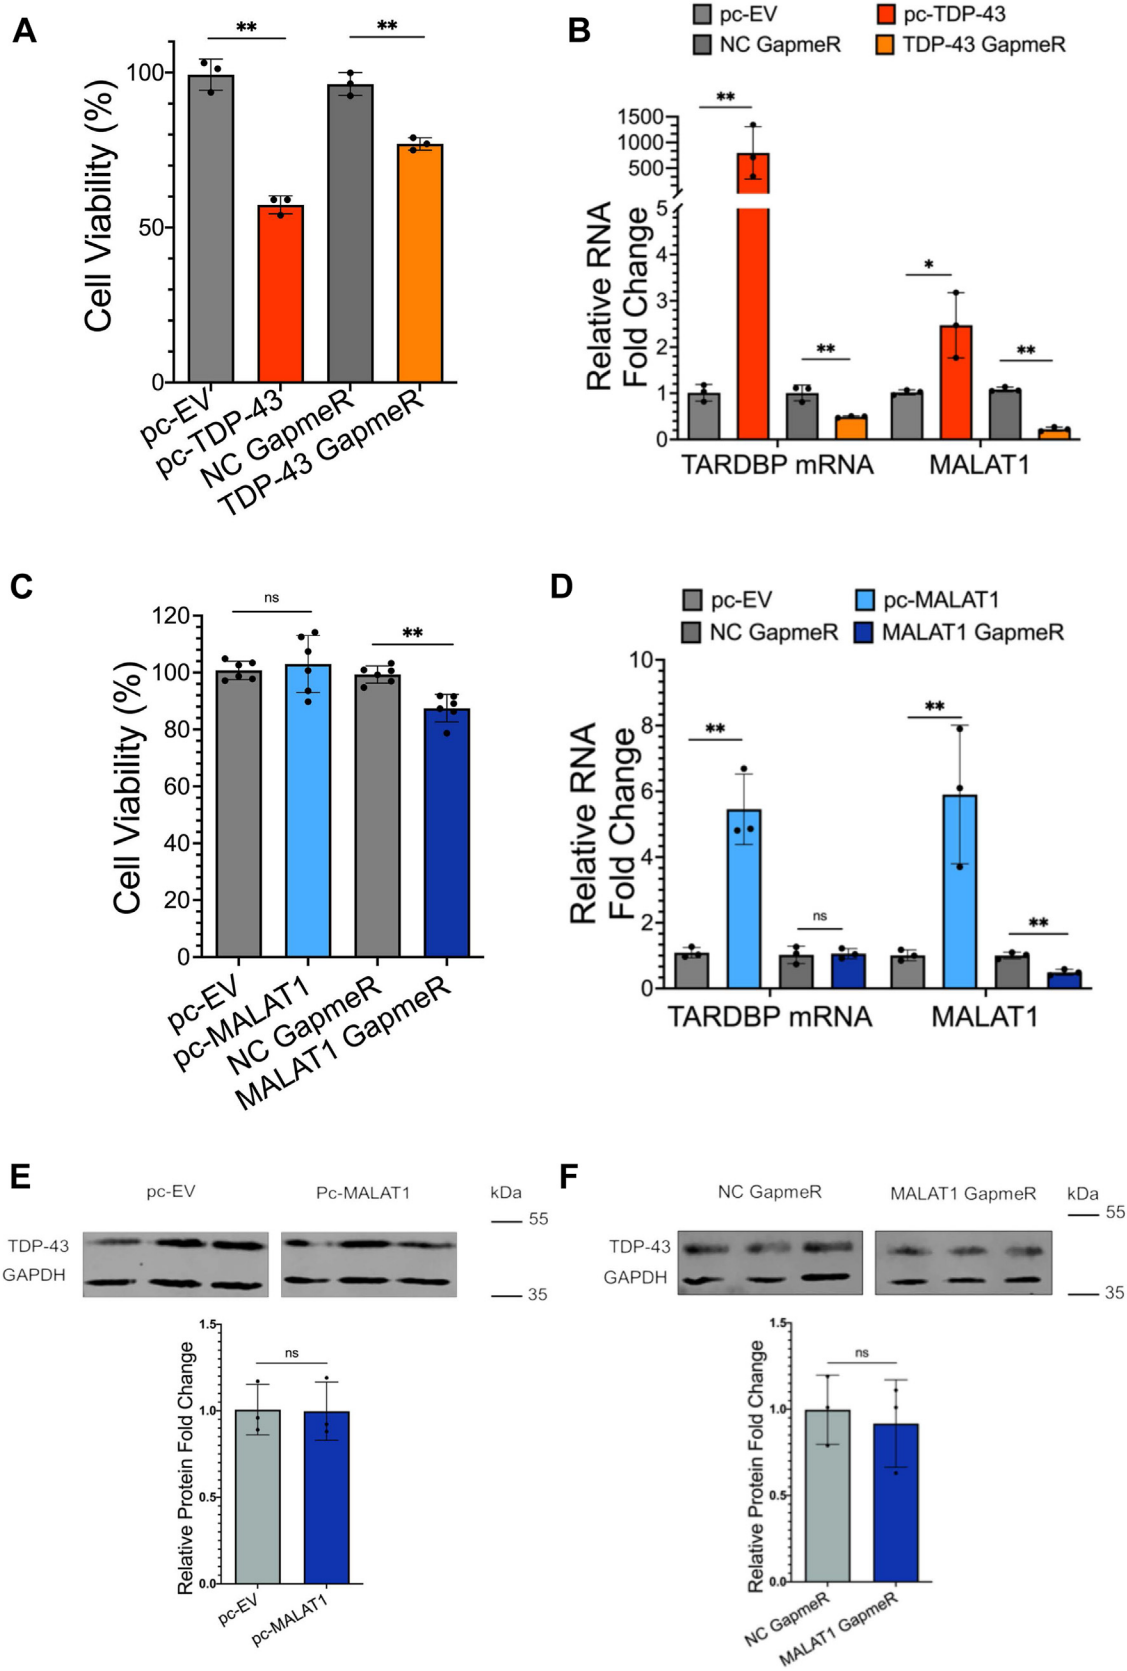 A
**
**
Cell Viability (%)
100
50
0
pc-EV
pc-TDP-43
NC GapmeR
TDP-43 GapmeR
B
pc-EV
pc-TDP-43
NC GapmeR
TDP-43 GapmeR
Relative RNA
Fold Change
1500
1000
500
5
4
3
2
1
0
**
**
*
**
TARDBP mRNA
MALAT1
C
ns
**
Cell Viability (%)
120
100
80
60
40
20
0
pc-EV
pc-MALAT1
NC GapmeR
MALAT1 GapmeR
D
pc-EV
pc-MALAT1
NC GapmeR
MALAT1 GapmeR
Relative RNA
Fold Change
10
8
6
4
2
0
**
ns
**
**
TARDBP mRNA
MALAT1
E
pc-EV
Pc-MALAT1
kDa
55
TDP-43
GAPDH
35
Relative Protein Fold Change
1.5
1.0
0.5
0.0
ns
pc-EV
pc-MALAT1
F
NC GapmeR
MALAT1 GapmeR
kDa
55
TDP-43
GAPDH
35
Relative Protein Fold Change
1.5
1.0
0.5
0.0
ns
NC GapmeR
MALAT1 GapmeR